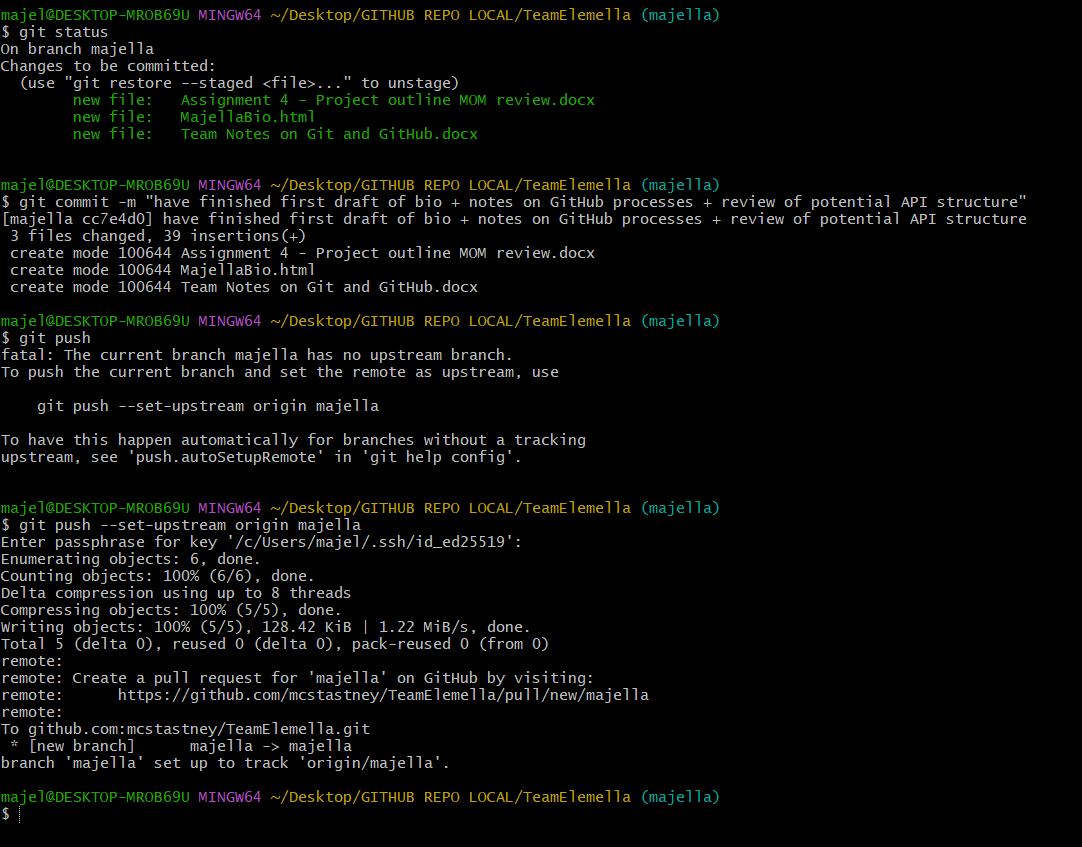 majel@DESKTOP-MROB69U MINGW64 ~/Desktop/GITHUB REPO LOCAL/TeamElemella (majella)
$ git status
On branch majella
Changes to be committed:
  (use "git restore --staged <file>..." to unstage)
        new file:   Assignment 4 - Project outline MOM review.docx
        new file:   MajellaBio.html
        new file:   Team Notes on Git and GitHub.docx
majel@DESKTOP-MROB69U MINGW64 ~/Desktop/GITHUB REPO LOCAL/TeamElemella (majella)
$ git commit -m "have finished first draft of bio + notes on GitHub processes + review of potential API structure"
[majella cc7e4d0] have finished first draft of bio + notes on GitHub processes + review of potential API structure
 3 files changed, 39 insertions(+)
 create mode 100644 Assignment 4 - Project outline MOM review.docx
 create mode 100644 MajellaBio.html
 create mode 100644 Team Notes on Git and GitHub.docx
majel@DESKTOP-MROB69U MINGW64 ~/Desktop/GITHUB REPO LOCAL/TeamElemella (majella)
$ git push
fatal: The current branch majella has no upstream branch.
To push the current branch and set the remote as upstream, use
    git push --set-upstream origin majella
To have this happen automatically for branches without a tracking
upstream, see 'push.autoSetupRemote' in 'git help config'.
majel@DESKTOP-MROB69U MINGW64 ~/Desktop/GITHUB REPO LOCAL/TeamElemella (majella)
$ git push --set-upstream origin majella
Enter passphrase for key '/c/Users/majel/.ssh/id_ed25519':
Enumerating objects: 6, done.
Counting objects: 100% (6/6), done.
Delta compression using up to 8 threads
Compressing objects: 100% (5/5), done.
Writing objects: 100% (5/5), 128.42 KiB | 1.22 MiB/s, done.
Total 5 (delta 0), reused 0 (delta 0), pack-reused 0 (from 0)
remote:
remote: Create a pull request for 'majella' on GitHub by visiting:
remote:      https://github.com/mcstastney/TeamElemella/pull/new/majella
remote:
To github.com:mcstastney/TeamElemella.git
 * [new branch]      majella -> majella
branch 'majella' set up to track 'origin/majella'.
majel@DESKTOP-MROB69U MINGW64 ~/Desktop/GITHUB REPO LOCAL/TeamElemella (majella)
$